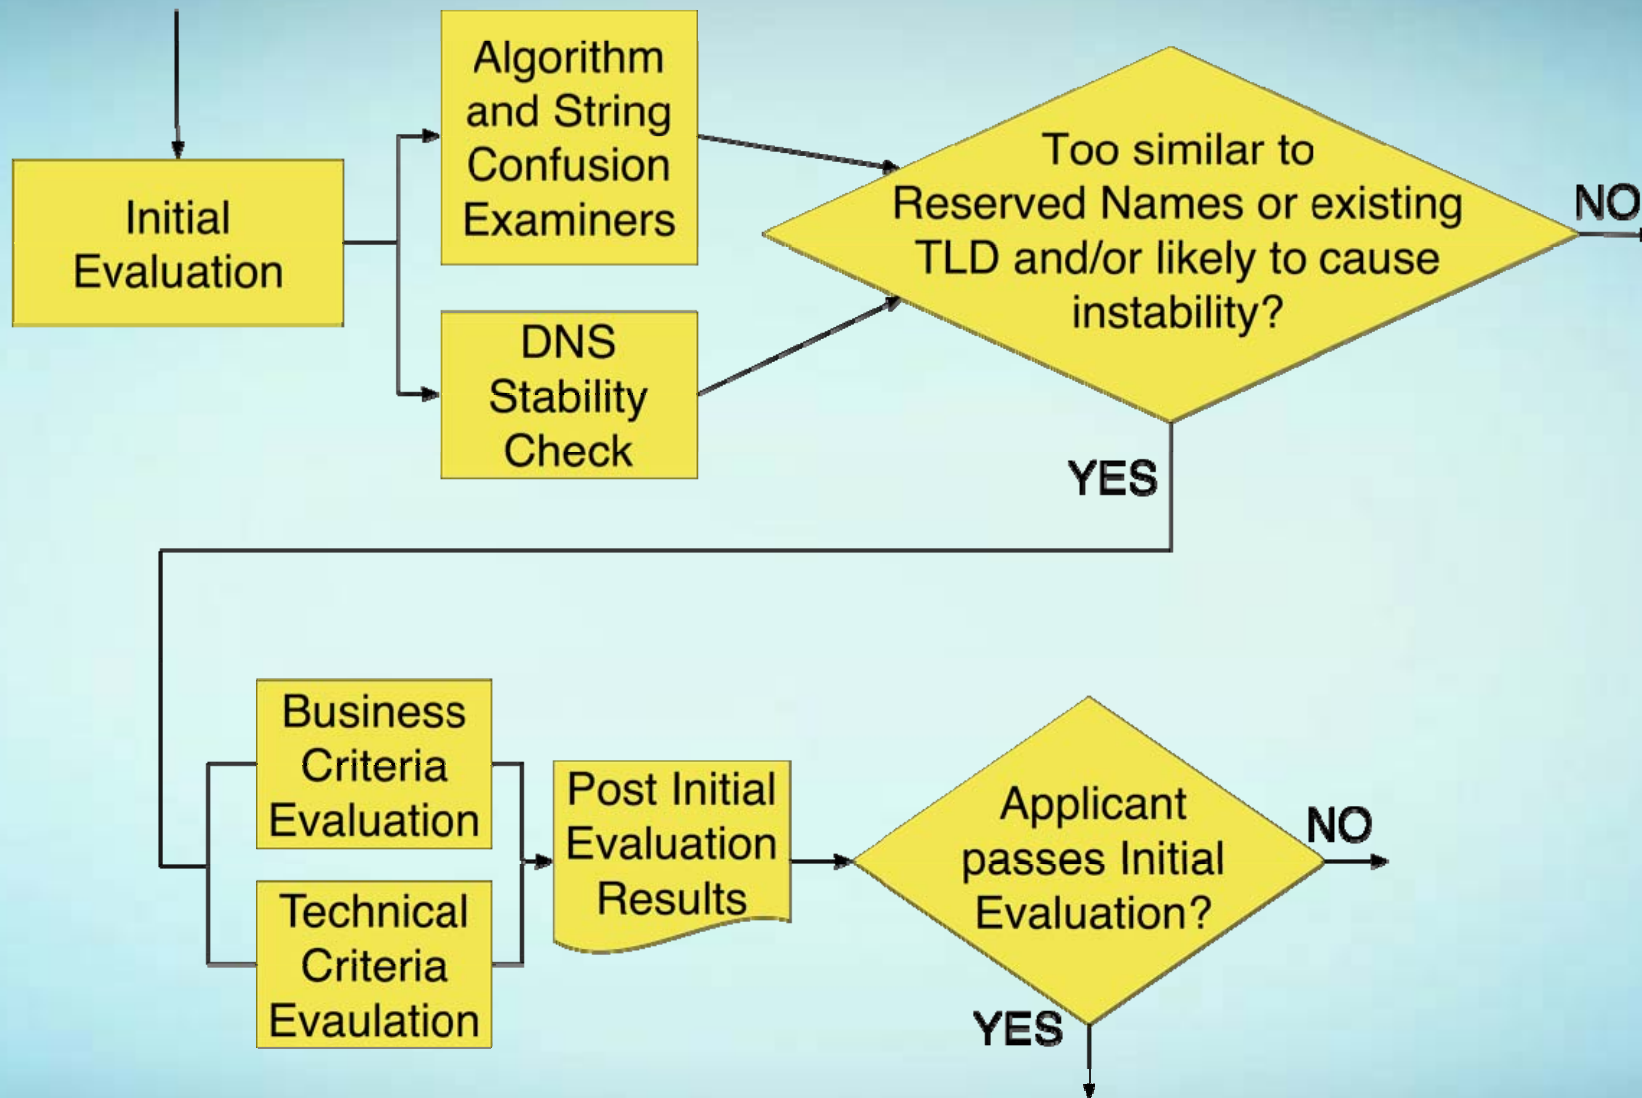 Initial
Evaluation
Algorithm
and String
Confusion
Examiners
DNS
Stability
Check
Too similar to
Reserved Names or existing
TLD and/or likely to cause
instability?
NO
YES
Business
Criteria
Evaluation
Technical
Criteria
Evaulation
Post Initial
Evaluation
Results
Applicant
passes Initial
Evaluation?
NO
YES